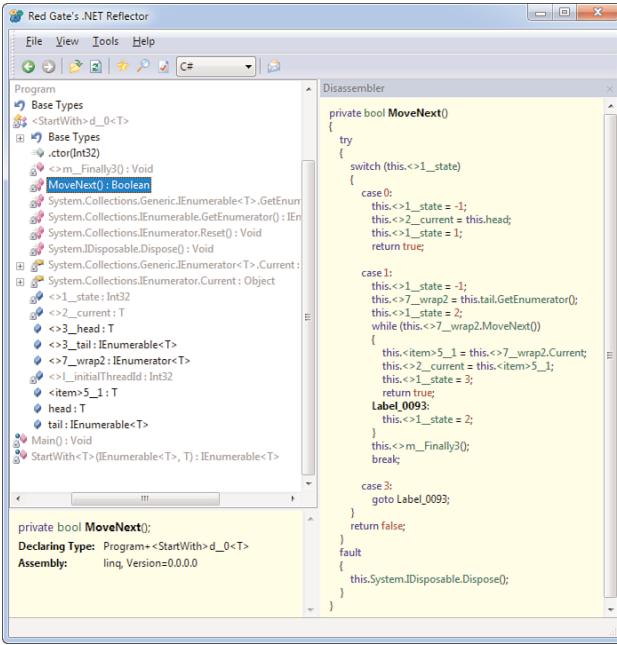 Red Gate's .NET Reflector
File View Tools Help
C#
Program
Base Types
<StartWith>d__0<T>
Base Types
.ctor(Int32)
<>m__Finally3() : Void
MoveNext() : Boolean
System.Collections.Generic.IEnumerable<T>.GetEnum
System.Collections.IEnumerable.GetEnumerator() : IEn
System.Collections.IEnumerator.Reset() : Void
System.IDisposable.Dispose() : Void
System.Collections.Generic.IEnumerator<T>.Current :
System.Collections.IEnumerator.Current : Object
<>1__state : Int32
<>2__current : T
<>3__head : T
<>3__tail : IEnumerable<T>
<>7__wrap2 : IEnumerator<T>
<>l__initialThreadId : Int32
<item>5__1 : T
head : T
tail : IEnumerable<T>
Main() : Void
StartWith<T>(IEnumerable<T>, T) : IEnumerable<T>
private bool MoveNext();
Declaring Type: Program+<StartWith>d__0<T>
Assembly: linq, Version=0.0.0.0
Disassembler
private bool MoveNext()
{
try
{
switch (this.<>1__state)
{
case 0:
this.<>1__state = -1;
this.<>2__current = this.head;
this.<>1__state = 1;
return true;
case 1:
this.<>1__state = -1;
this.<>7__wrap2 = this.tail.GetEnumerator();
this.<>1__state = 2;
while (this.<>7__wrap2.MoveNext())
{
this.<item>5__1 = this.<>7__wrap2.Current;
this.<>2__current = this.<item>5__1;
this.<>1__state = 3;
return true;
Label_0093:
this.<>1__state = 2;
}
this.<>m__Finally3();
break;
case 3:
goto Label_0093;
}
return false;
}
fault
{
this.System.IDisposable.Dispose();
}
}